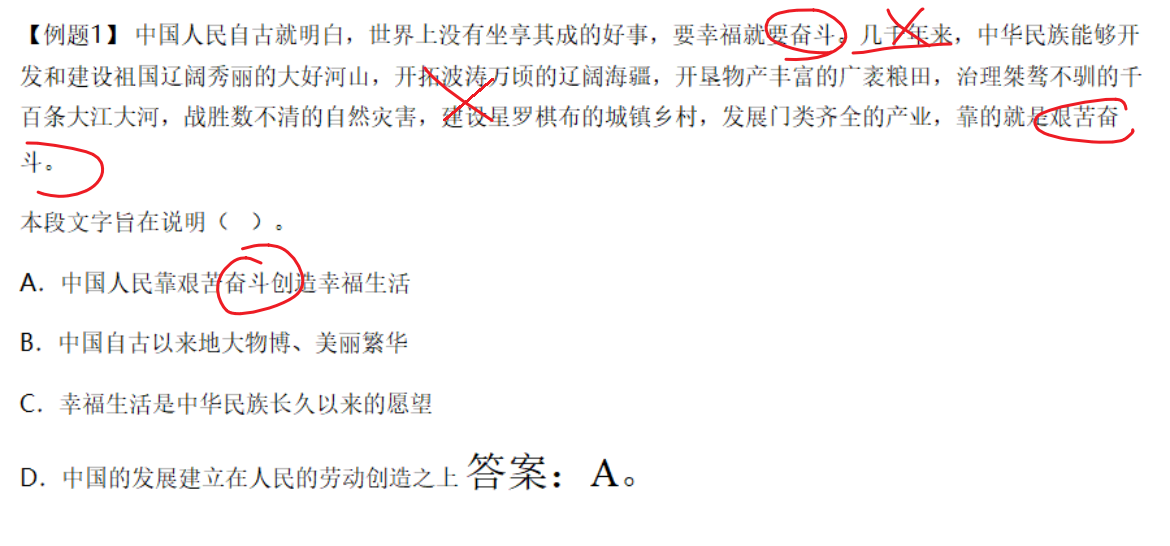 【例题1】 中国人民自古就明白，世界上没有坐享其成的好事，要幸福就要奋斗。几千年来，中华民族能够开
发和建设祖国辽阔秀丽的大好河山，开拓波涛万顷的辽阔海疆，开垦物产丰富的广袤粮田，治理桀骜不驯的千
百条大江大河，战胜数不清的自然灾害，建设星罗棋布的城镇乡村，发展门类齐全的产业，靠的就是艰苦奋
斗。
本段文字旨在说明（ ）。
A．中国人民靠艰苦奋斗创造幸福生活
B．中国自古以来地大物博、美丽繁华
C．幸福生活是中华民族长久以来的愿望
D．中国的发展建立在人民的劳动创造之上 答案：A。